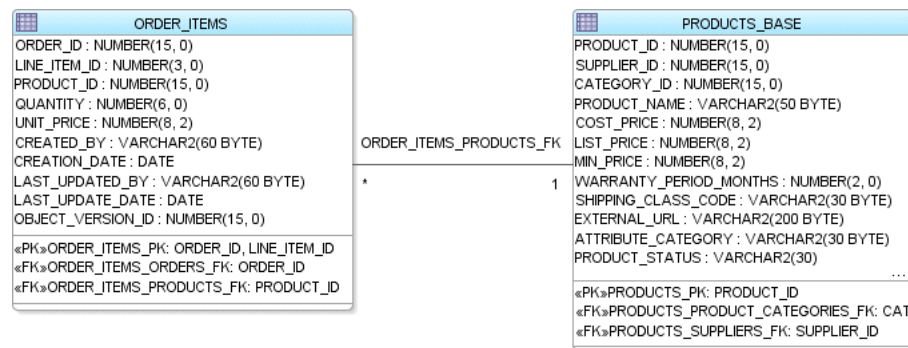 ORDER_ITEMS
ORDER_ID : NUMBER(15, 0)
LINE_ITEM_ID : NUMBER(3, 0)
PRODUCT_ID : NUMBER(15, 0)
QUANTITY : NUMBER(6, 0)
UNIT_PRICE : NUMBER(8, 2)
CREATED_BY : VARCHAR2(60 BYTE)
CREATION_DATE : DATE
LAST_UPDATED_BY : VARCHAR2(60 BYTE)
LAST_UPDATE_DATE : DATE
OBJECT_VERSION_ID : NUMBER(15, 0)
«PK»ORDER_ITEMS_PK: ORDER_ID, LINE_ITEM_ID
«FK»ORDER_ITEMS_ORDERS_FK: ORDER_ID
«FK»ORDER_ITEMS_PRODUCTS_FK: PRODUCT_ID
ORDER_ITEMS_PRODUCTS_FK
* 1
PRODUCTS_BASE
PRODUCT_ID : NUMBER(15, 0)
SUPPLIER_ID : NUMBER(15, 0)
CATEGORY_ID : NUMBER(15, 0)
PRODUCT_NAME : VARCHAR2(50 BYTE)
COST_PRICE : NUMBER(8, 2)
LIST_PRICE : NUMBER(8, 2)
MIN_PRICE : NUMBER(8, 2)
WARRANTY_PERIOD_MONTHS : NUMBER(2, 0)
SHIPPING_CLASS_CODE : VARCHAR2(30 BYTE)
EXTERNAL_URL : VARCHAR2(200 BYTE)
ATTRIBUTE_CATEGORY : VARCHAR2(30 BYTE)
PRODUCT_STATUS : VARCHAR2(30)
...
«PK»PRODUCTS_PK: PRODUCT_ID
«FK»PRODUCTS_PRODUCT_CATEGORIES_FK: CAT
«FK»PRODUCTS_SUPPLIERS_FK: SUPPLIER_ID